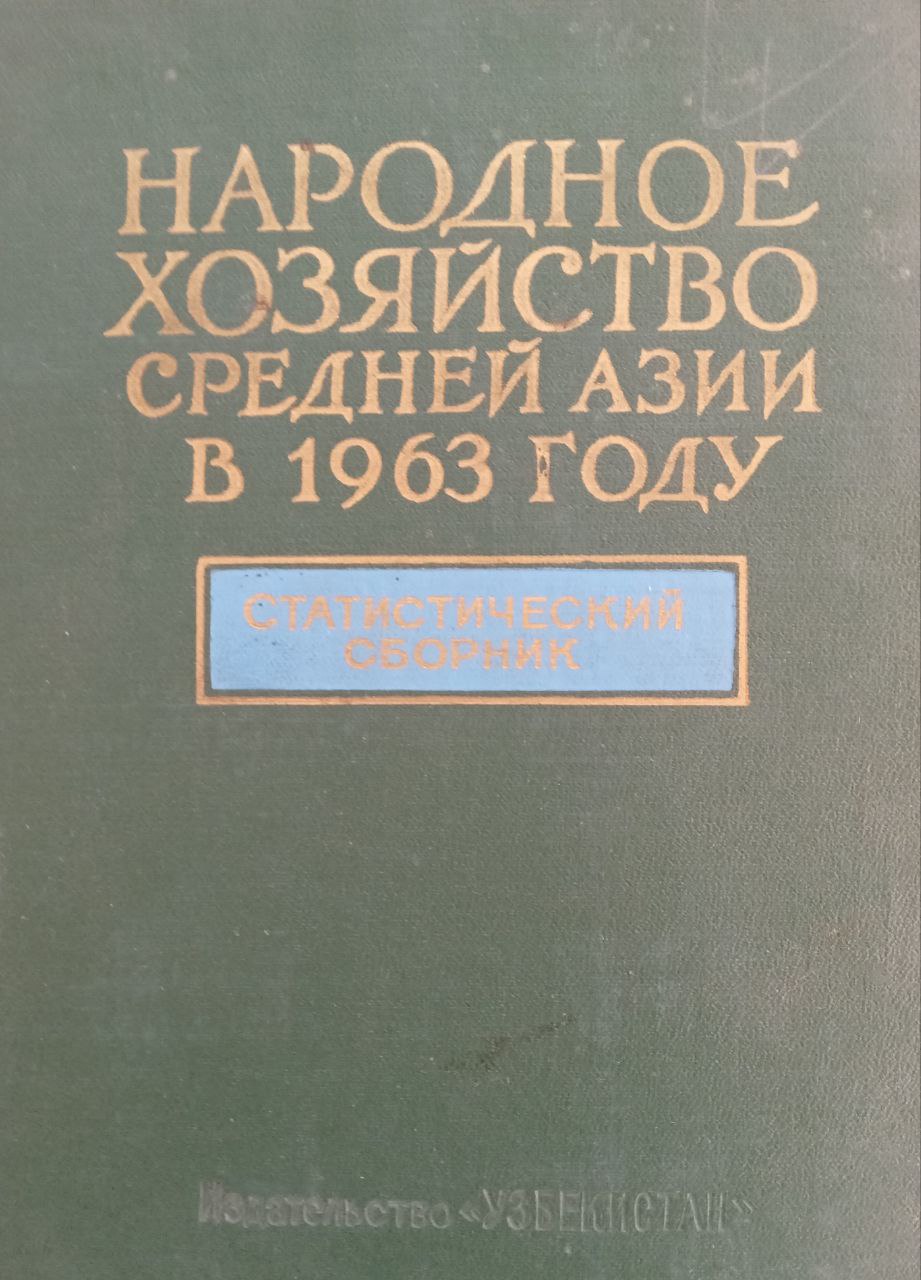 НАРОДНОЕ
ХОЗЯЙСТВО
СРЕДНЕЙ АЗИИ
В 1963 ГОДУ
СТАТИСТИЧЕСКИЙ
СБОРНИК
Издательство «УЗБЕКИСТАН»